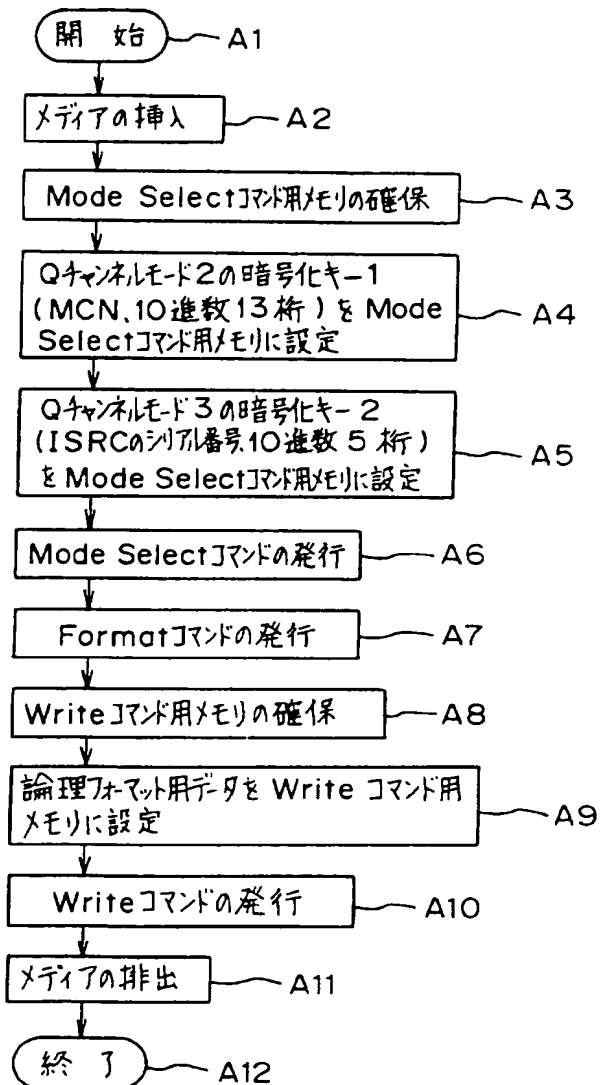 開 始 A1
メディアの挿入 A2
Mode Selectコマンド用メモリの確保 A3
Qチャンネルモード2の暗号化キー1
(MCN、10進数13桁)をMode A4
Selectコマンド用メモリに設定
Qチャンネルモード3の暗号化キー2
(ISRCのシリアル番号、10進数5桁) A5
をMode Selectコマンド用メモリに設定
Mode Selectコマンドの発行 A6
Formatコマンドの発行 A7
Writeコマンド用メモリの確保 A8
論理フォーマット用データをWrite コマンド用
メモリに設定 A9
Writeコマンドの発行 A10
メディアの排出 A11
終 了 A12